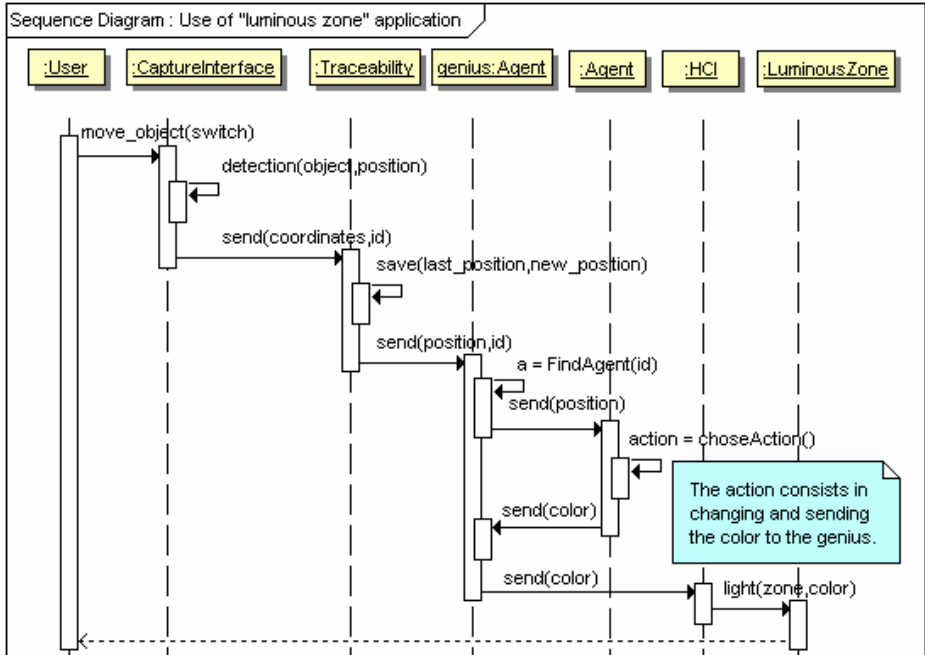 Sequence Diagram : Use of "luminous zone" application
:User
:CaptureInterface
:Traceability
genius:Agent
:Agent
:HCI
:LuminousZone
move_object(switch)
detection(object,position)
send(coordinates,id)
save(last_position,new_position)
send(position,id)
a = FindAgent(id)
send(position)
action = choseAction()
The action consists in
changing and sending
the color to the genius.
send(color)
send(color)
light(zone,color)